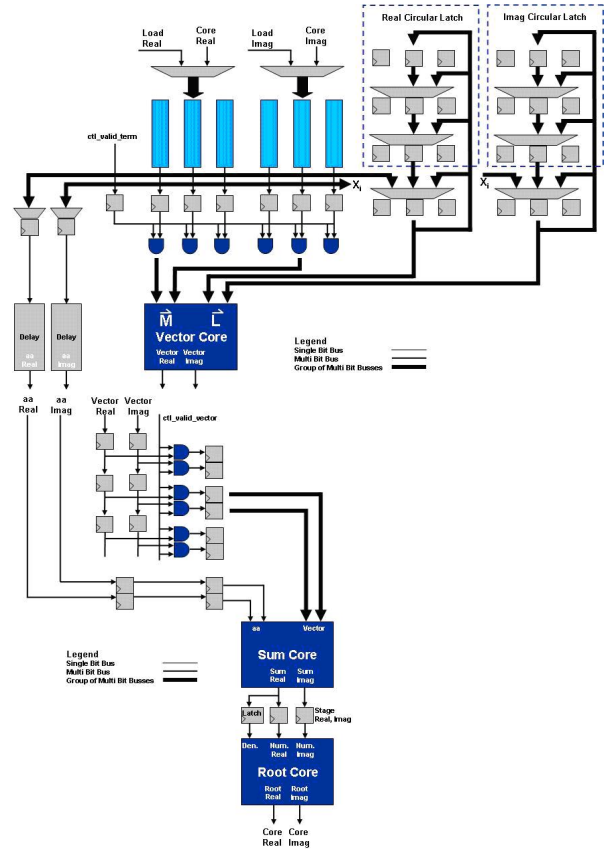 Real Circular Latch
Imag Circular Latch
Load Real
Core Real
Load Imag
Core Imag
ctl_valid_term
Xi
Xi
Delay
aa Real
Delay
aa Imag
M
L
Vector Core
Vector Real
Vector Imag
Legend
Single Bit Bus
Multi Bit Bus
Group of Multi Bit Busses
aa Real
aa Imag
Vector Real
Vector Imag
ctl_valid_vector
aa
Vector
Sum Core
Sum Real
Sum Imag
Legend
Single Bit Bus
Multi Bit Bus
Group of Multi Bit Busses
Latch
Stage
Real, Imag
Den.
Num. Real
Num. Imag
Root Core
Root Real
Root Imag
Core Real
Core Imag